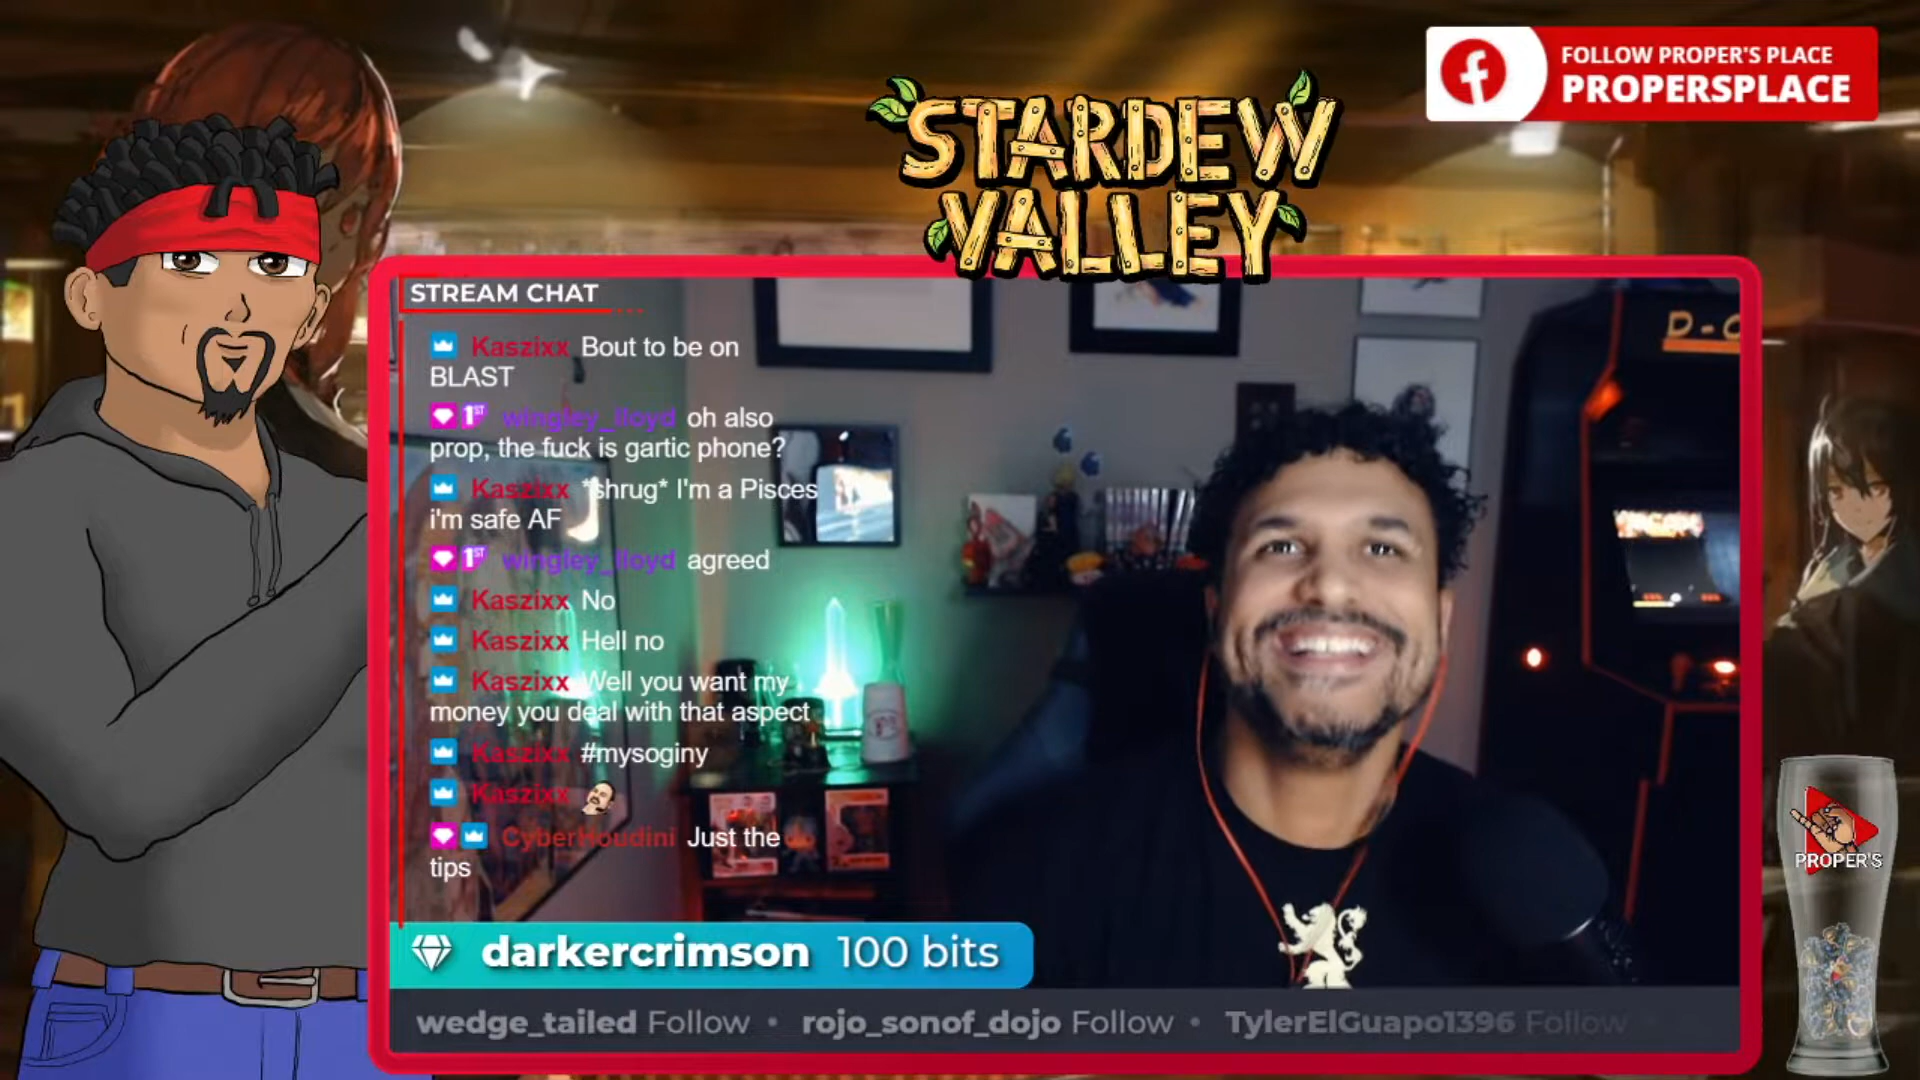 FOLLOW PROPER'S PLACE
PROPERSPLACE
STARDEW
VALLEY
STREAM CHAT
D-
Kaszixx Bout to be on
BLAST
1ST wingley_lloyd oh also
prop, the fuck is gartic phone?
Kaszixx *shrug* I'm a Pisces
i'm safe AF
1ST wingley_lloyd agreed
Kaszixx No
Kaszixx Hell no
Kaszixx Well you want my
money you deal with that aspect
Kaszixx #mysoginy
Kaszixx
CyberHoudini Just the
tips
PROPER'S
darkercrimson 100 bits
wedge_tailed Follow • rojo_sonof_dojo Follow • TylerElGuapo1396 Follow